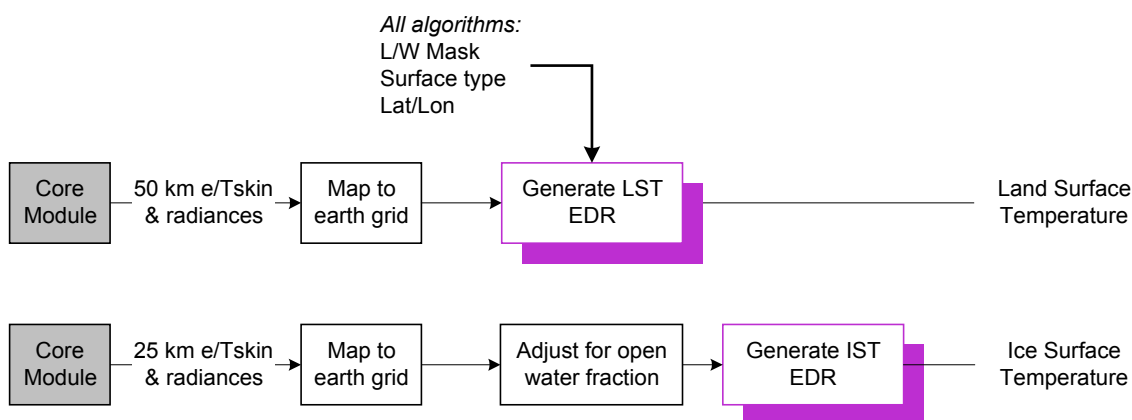 All algorithms:
L/W Mask
Surface type
Lat/Lon
Core
Module
50 km e/Tskin
& radiances
Map to
earth grid
Generate LST
EDR
Land Surface
Temperature
Core
Module
25 km e/Tskin
& radiances
Map to
earth grid
Adjust for open
water fraction
Generate IST
EDR
Ice Surface
Temperature